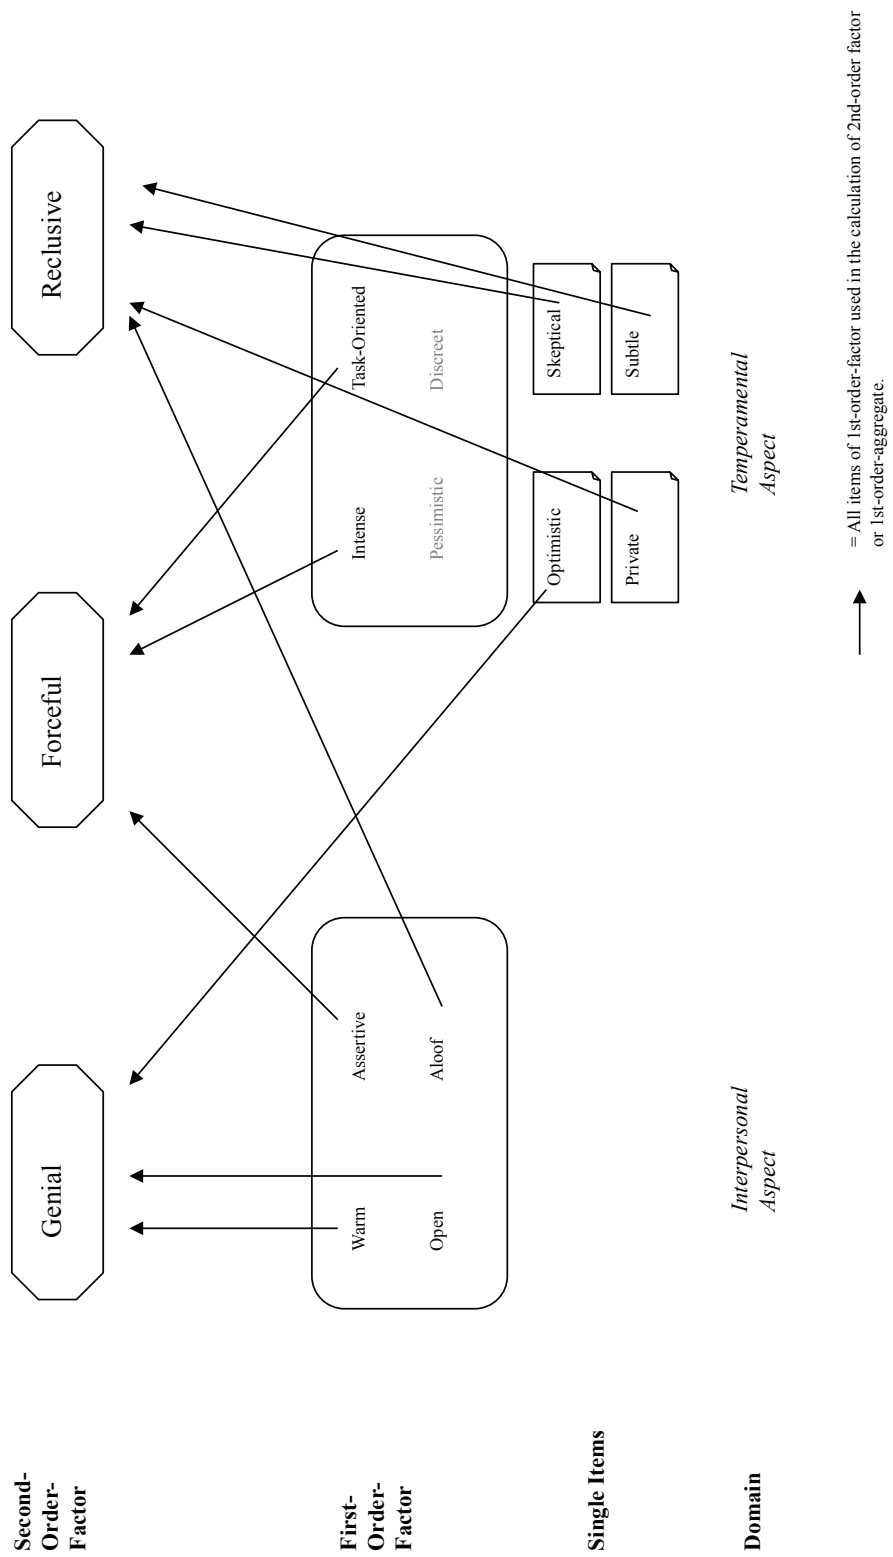 Second-
Order-
Factor
Genial
Forceful
Reclusive
First-
Order-
Factor
Warm
Assertive
Intense
Task-Oriented
Open
Aloof
Pessimistic
Discreet
Single Items
Optimistic
Skeptical
Private
Subtle
Domain
Interpersonal
Aspect
Temperamental
Aspect
= All items of 1st-order-factor used in the calculation of 2nd-order factor
or 1st-order-aggregate.